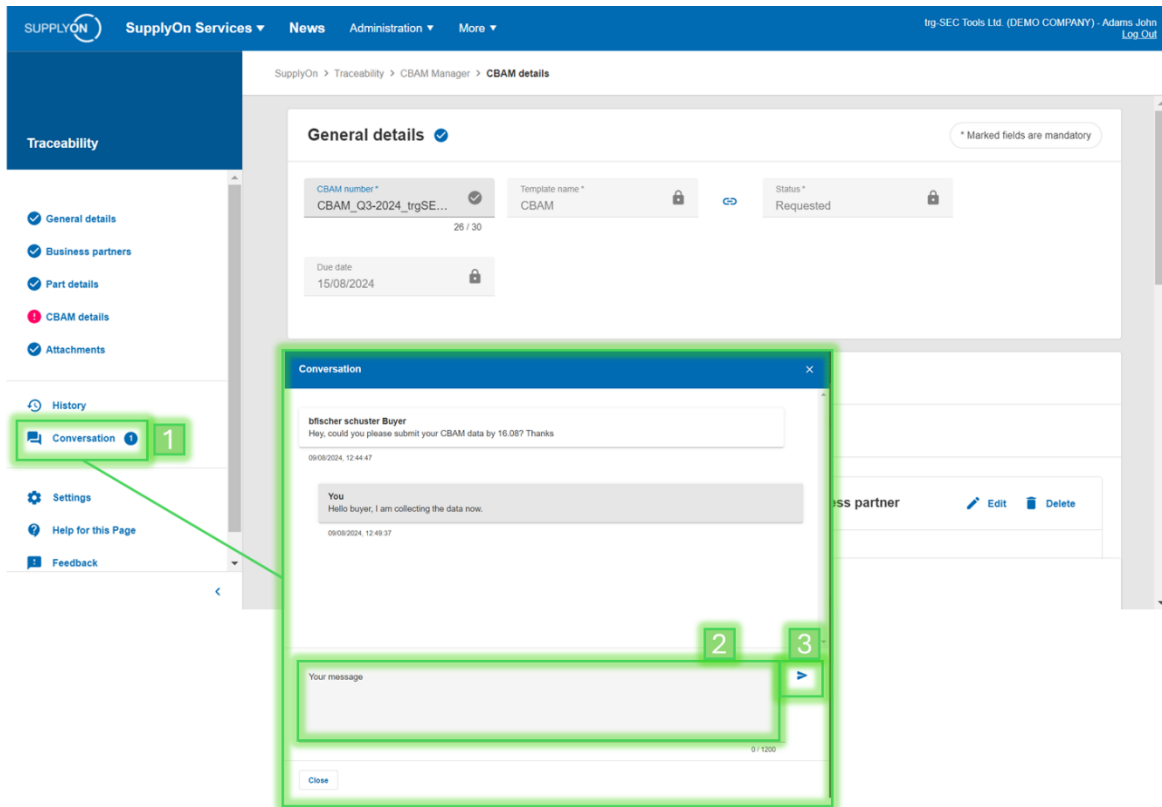 SUPPLYON
SupplyOn Services ▾ News Administration ▾ More ▾
trg-SEC Tools Ltd. (DEMO COMPANY) - Adams John
Log Out
SupplyOn > Traceability > CBAM Manager > CBAM details
Traceability
General details
Business partners
Part details
CBAM details
Attachments
History
Conversation 1
1
Settings
Help for this Page
Feedback
General details
* Marked fields are mandatory
CBAM number *
CBAM_Q3-2024_trgSE...
26 / 30
Template name *
CBAM
Status *
Requested
Due date
15/08/2024
Conversation
bfischer schuster Buyer
Hey, could you please submit your CBAM data by 16.08? Thanks
09/08/2024, 12:44:47
You
Hello buyer, I am collecting the data now.
09/08/2024, 12:49:37
ess partner
Edit Delete
2
3
Your message
0 / 1200
Close